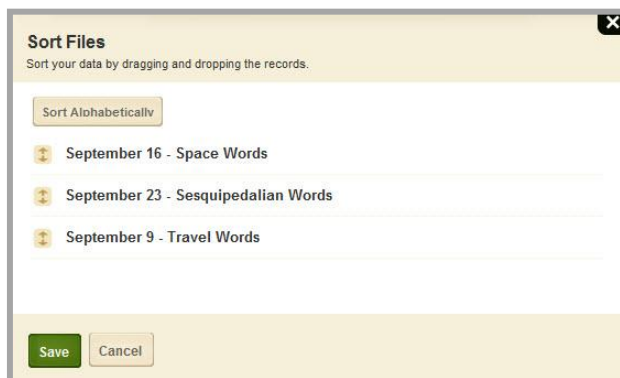 Sort Files
Sort your data by dragging and dropping the records.
Sort Alphabetically
September 16 - Space Words
September 23 - Sesquipedalian Words
September 9 - Travel Words
Save Cancel